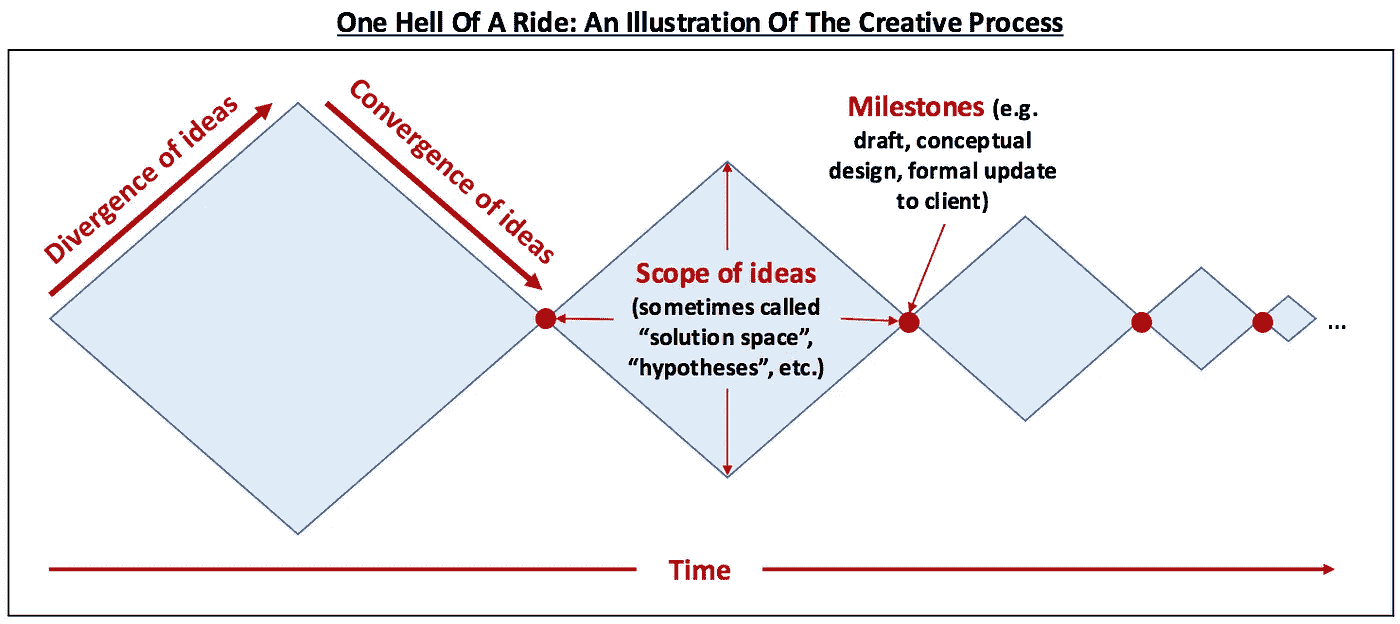 One Hell Of A Ride: An Illustration Of The Creative Process
Divergence of ideas
Convergence of ideas
Milestones (e.g.
draft, conceptual
design, formal update
to client)
Scope of ideas
(sometimes called
“solution space”,
“hypotheses”, etc.)
...
Time